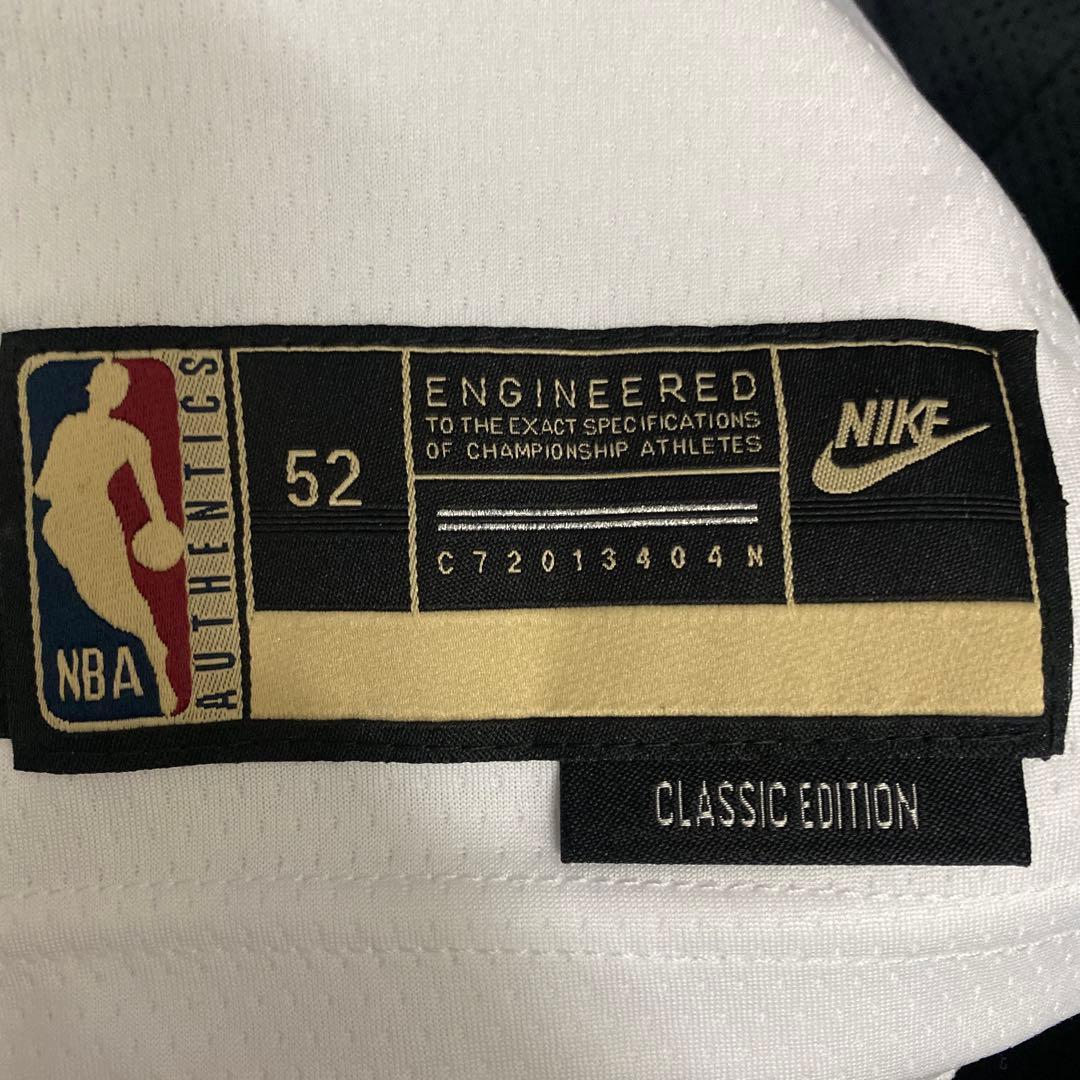 NBA
AUTHENTICS
52
ENGINEERED
TO THE EXACT SPECIFICATIONS
OF CHAMPIONSHIP ATHLETES
C72013404N
NIKE
CLASSIC EDITION